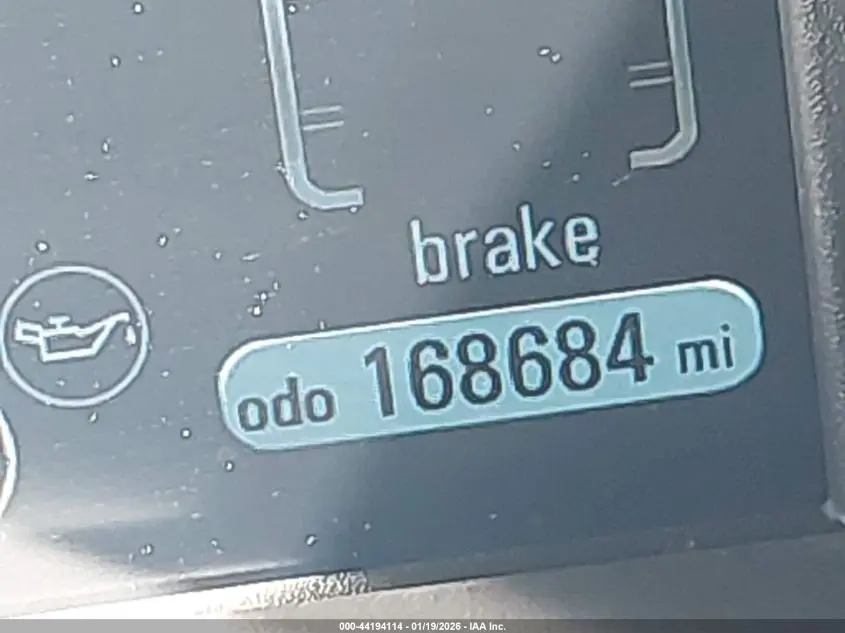 brake
odo 168684 mi
000-44194114 - 01/19/2026 - IAA Inc.